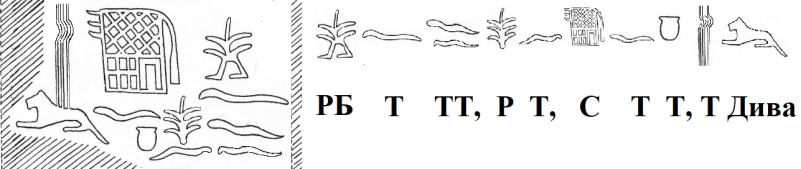 РБ Т ТТ, Р Т, С Т Т, Т Дива